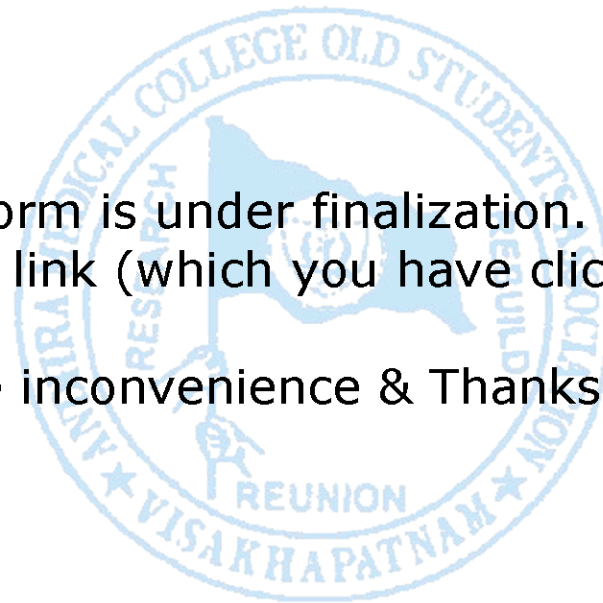 ANDHRA MEDICAL COLLEGE OLD STUDENTS ASSOCIATION
RESEARCH
REBUILD
orm is under finalization.
link (which you have clic
inconvenience & Thanks
REUNION
VISAKHAPATNAM